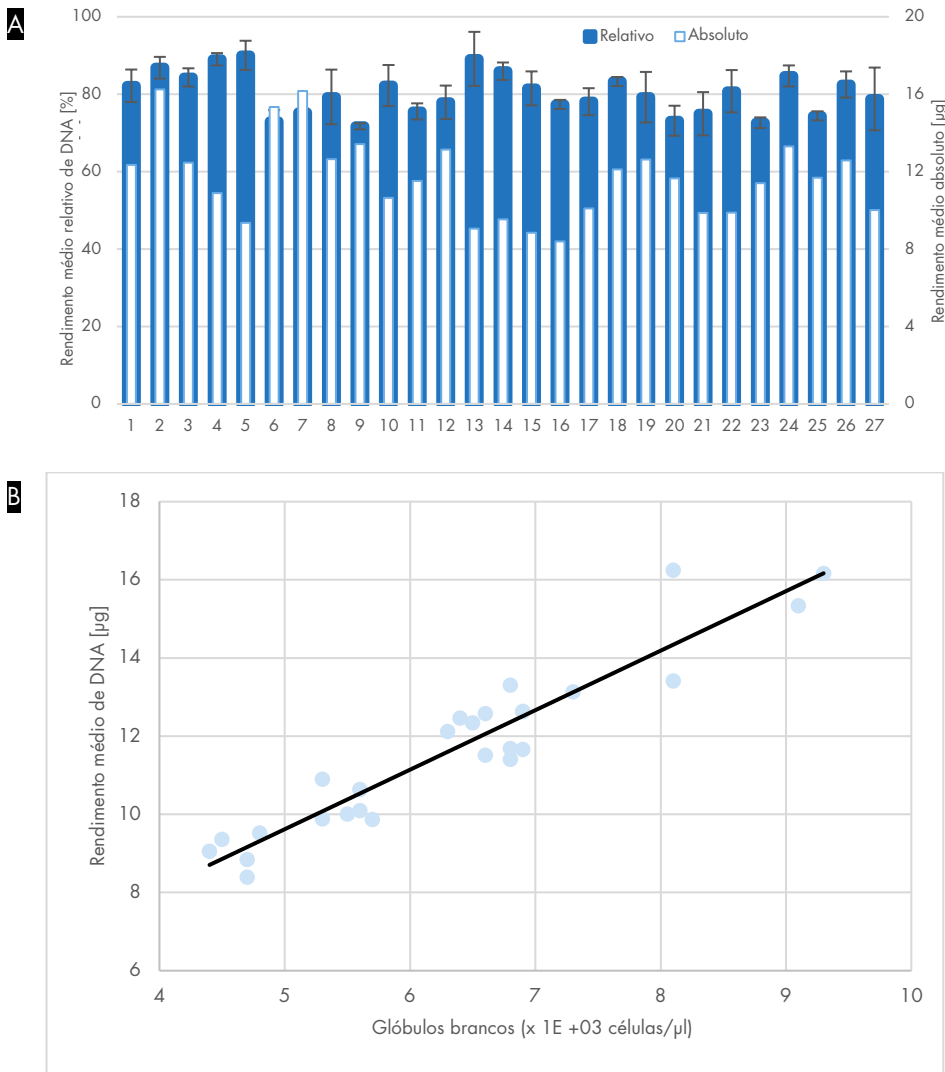 A
100
80
60
40
20
0
Rendimento médio relativo de DNA [%]
Relativo
Absoluto
20
16
12
8
4
0
Rendimento médio absoluto [µg]
1 2 3 4 5 6 7 8 9 10 11 12 13 14 15 16 17 18 19 20 21 22 23 24 25 26 27
B
18
16
14
12
10
8
6
Rendimento médio de DNA [µg]
4 5 6 7 8 9 10
Glóbulos brancos (x 1E +03 células/µl)